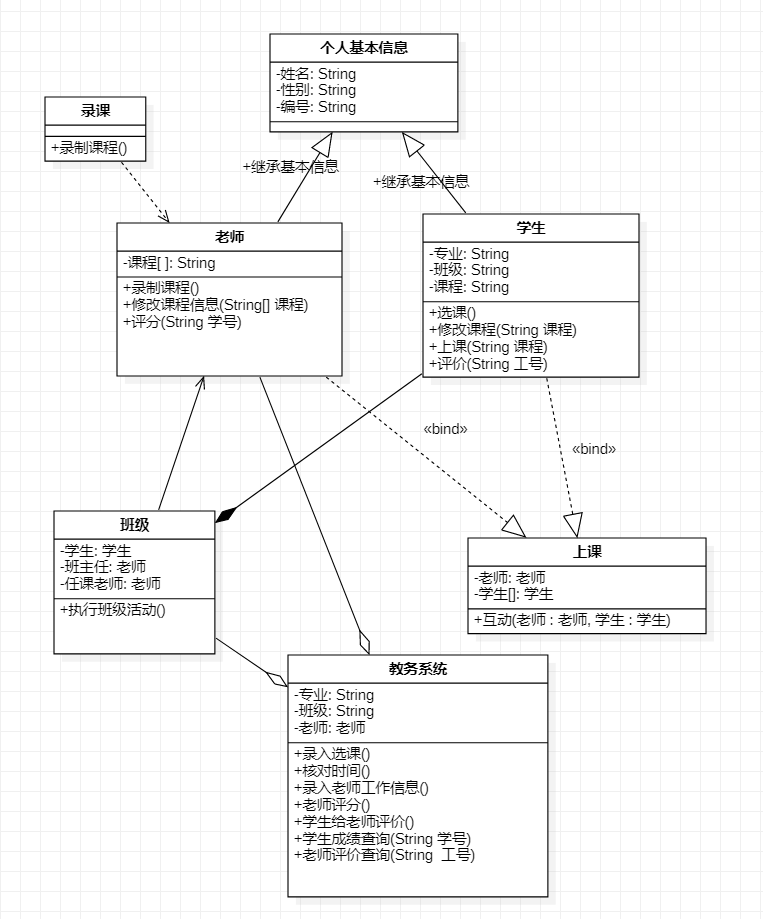 个人基本信息
-姓名: String
-性别: String
-编号: String
录课
+录制课程()
+继承基本信息
+继承基本信息
老师
-课程[ ]: String
+录制课程()
+修改课程信息(String[] 课程)
+评分(String 学号)
学生
-专业: String
-班级: String
-课程: String
+选课()
+修改课程(String 课程)
+上课(String 课程)
+评价(String 工号)
«bind»
«bind»
班级
-学生: 学生
-班主任: 老师
-任课老师: 老师
+执行班级活动()
上课
-老师: 老师
-学生[]: 学生
+互动(老师 : 老师, 学生 : 学生)
教务系统
-专业: String
-班级: String
-老师: 老师
+录入选课()
+核对时间()
+录入老师工作信息()
+老师评分()
+学生给老师评价()
+学生成绩查询(String 学号)
+老师评价查询(String  工号)